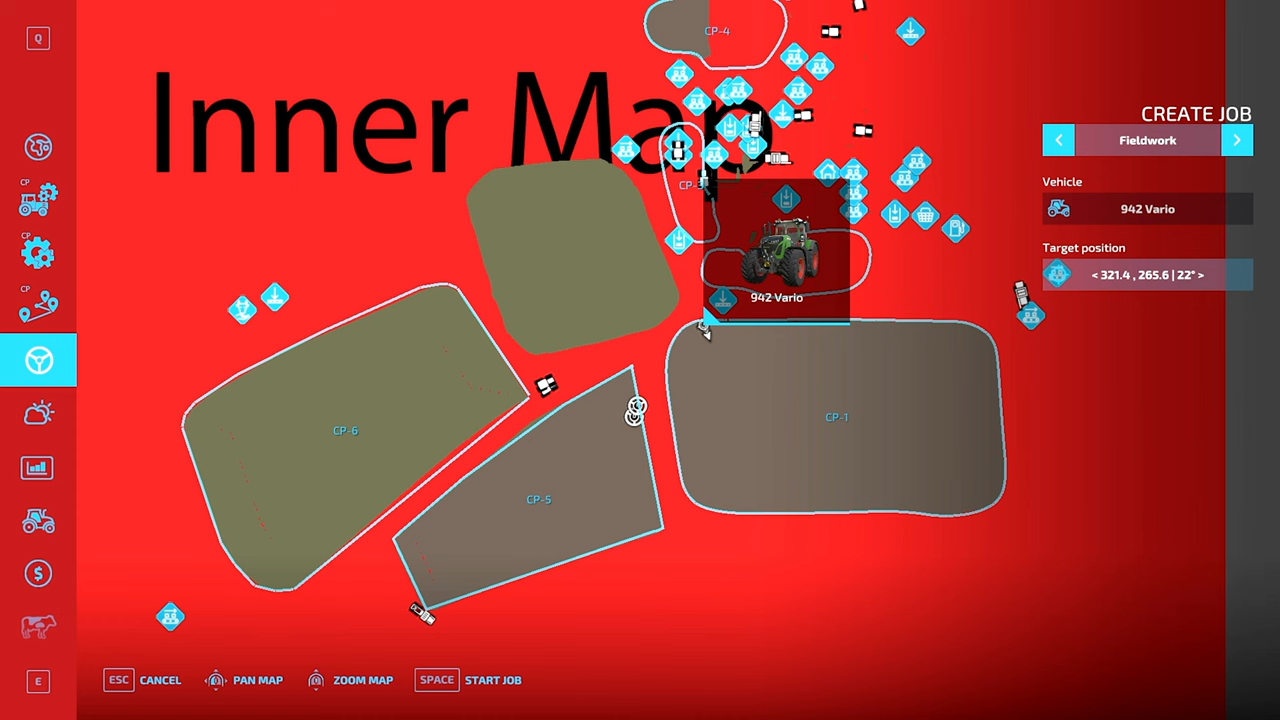 Q
Inner Map
CP-4
CP-
CP
CP
CP
CREATE JOB
Fieldwork
Vehicle
942 Vario
Target position
< 321.4 , 265.6 | 22° >
942 Vario
CP-6
CP-1
CP-5
E
ESC CANCEL PAN MAP ZOOM MAP SPACE START JOB